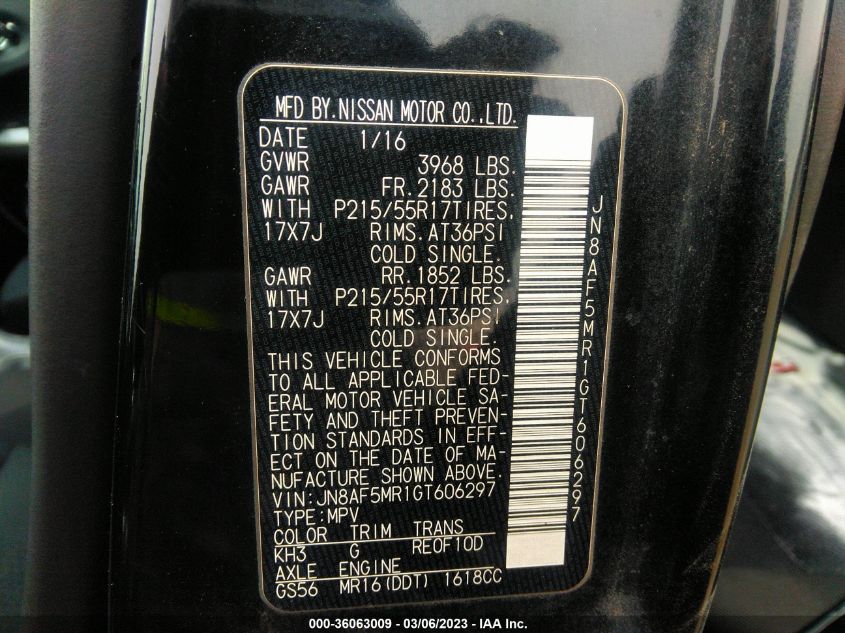 MFD BY.NISSAN MOTOR CO.,LTD.
DATE 1/16
GVWR 3968 LBS.
GAWR FR.2183 LBS.
WITH P215/55R17TIRES,
17X7J RIMS.AT36PSI
COLD SINGLE.
GAWR RR.1852 LBS.
WITH P215/55R17TIRES,
17X7J RIMS.AT36PSI
COLD SINGLE.
THIS VEHICLE CONFORMS
TO ALL APPLICABLE FED-
ERAL MOTOR VEHICLE SA-
FETY AND THEFT PREVEN-
TION STANDARDS IN EFF-
ECT ON THE DATE OF MA-
NUFACTURE SHOWN ABOVE.
VIN:JN8AF5MR1GT606297
TYPE:MPV
COLOR TRIM TRANS
KH3 G RE0F10D
AXLE ENGINE
GS56 MR16(DDT) 1618CC
JN8AF5MR1GT606297
000-36063009 - 03/06/2023 - IAA Inc.